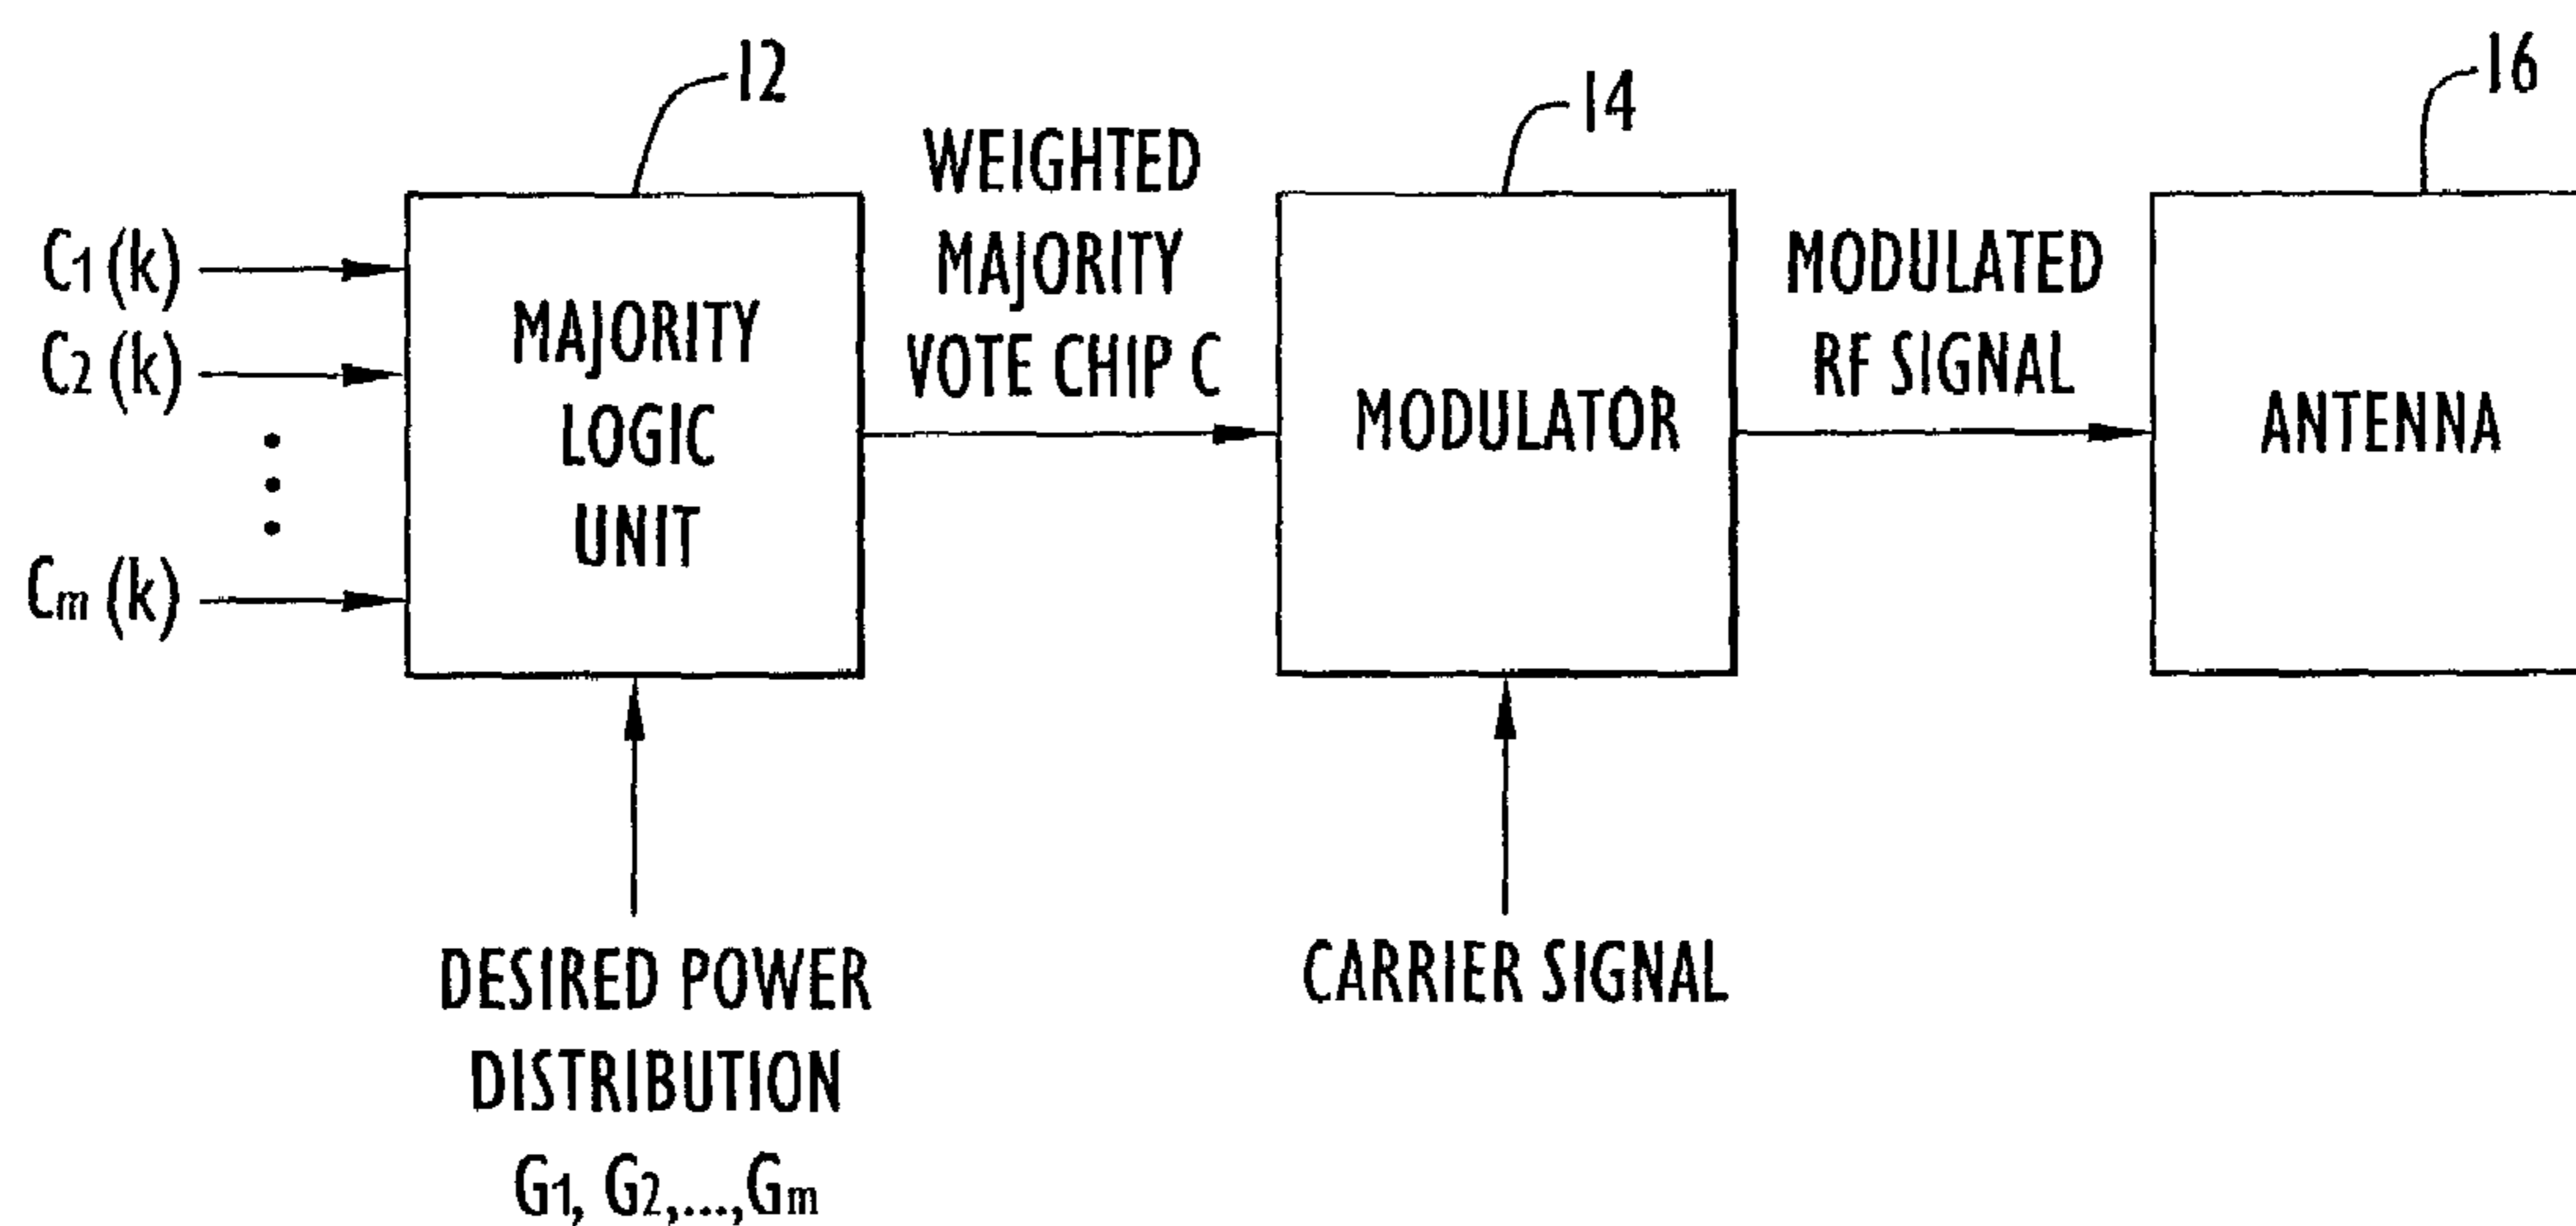 12
14
16
C1 (k)
C2 (k)
Cm (k)
MAJORITY
LOGIC
UNIT
WEIGHTED
MAJORITY
VOTE CHIP C
MODULATOR
MODULATED
RF SIGNAL
ANTENNA
DESIRED POWER
DISTRIBUTION
G1, G2,...,Gm
CARRIER SIGNAL